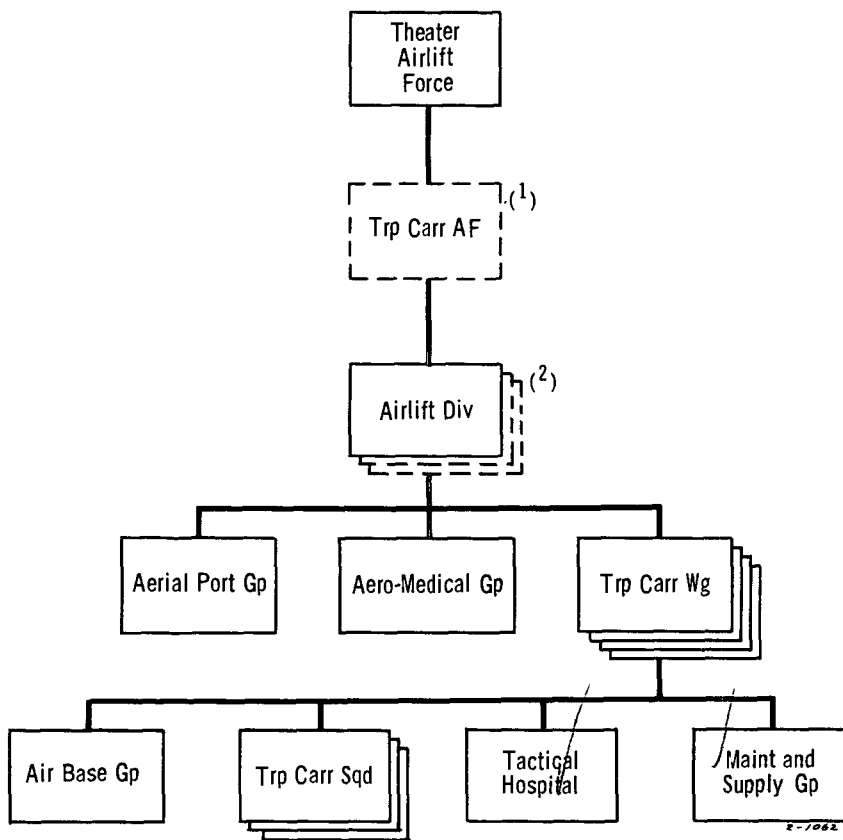 Theater
Airlift
Force
(1)
Trp Carr AF
(2)
Airlift Div
Aerial Port Gp
Aero-Medical Gp
Trp Carr Wg
Air Base Gp
Trp Carr Sqd
Tactical
Hospital
Maint and
Supply Gp
2-1062